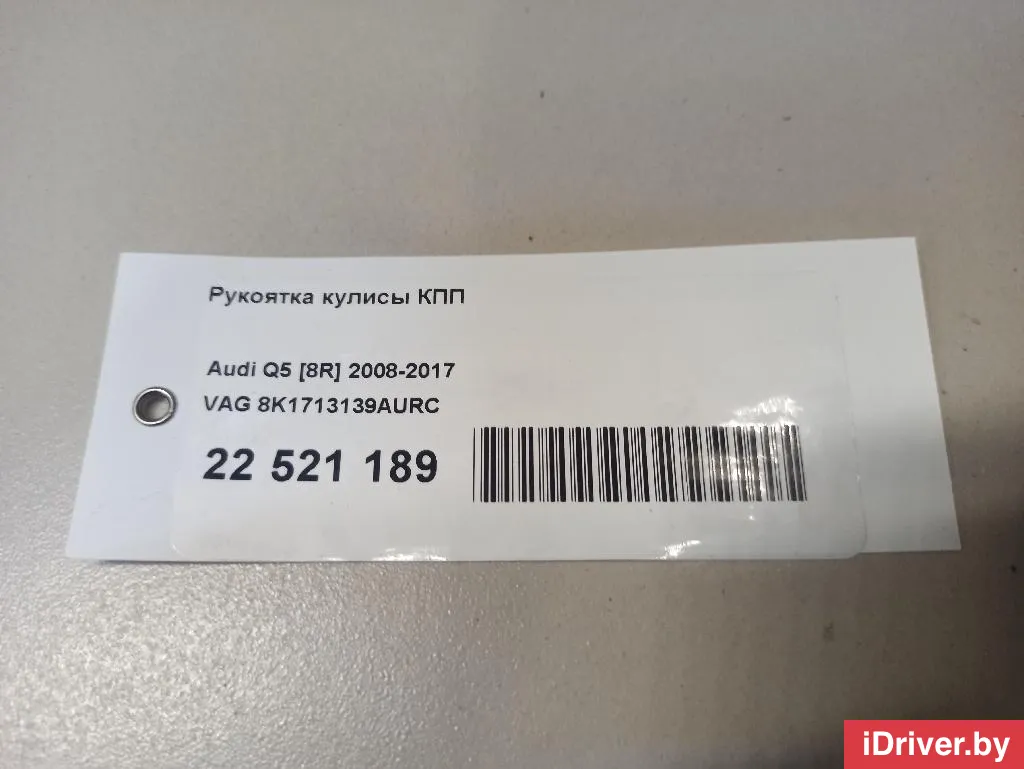 Рукоятка кулисы КПП
Audi Q5 [8R] 2008-2017
VAG 8K1713139AURC
22 521 189
iDriver.by